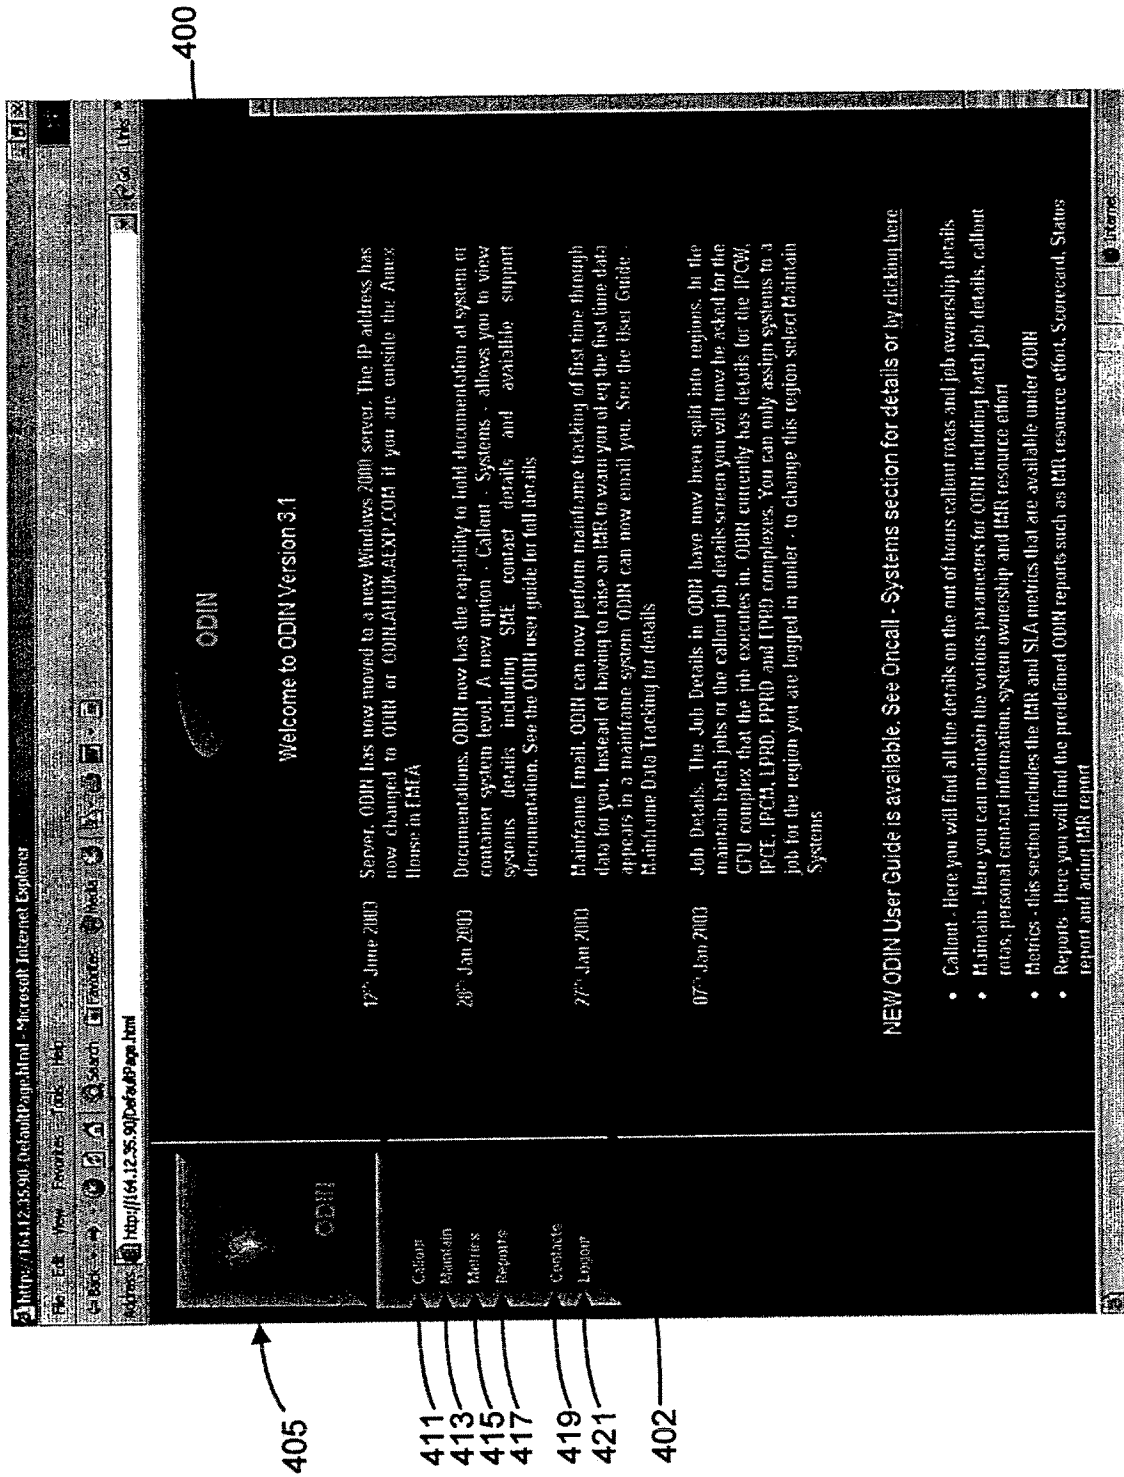 400
http://164.12.35.90/DefaultPage.html - Microsoft Internet Explorer
File Edit View Favorites Tools Help
Back Search Favorites Media
Address http://164.12.35.90/DefaultPage.html Go Links
405
ODIN
411 Callout
413 Maintain
415 Metrics
417 Reports
419 Contacts
421 Logout
402
ODIN
Welcome to ODIN Version 3.1
12th June 2003 Server. ODIN has now moved to a new Windows 2000 server. The IP address has
now changed to ODIN or ODIN.AH.UK.AEXP.COM if you are outside the Amex
House in EMEA
28th Jan 2003 Documentations. ODIN now has the capability to hold documentation at system or
container system level. A new option - Callout - Systems - allows you to view
systems details including SME contact details and available support
documentation. See the ODIN user guide for full details
27th Jan 2003 Mainframe Email. ODIN can now perform mainframe tracking of first time through
data for you. Instead of having to raise an IMR to warn you of eg the first time data
appears in a mainframe system ODIN can now email you. See the User Guide -
Mainframe Data Tracking for details
07th Jan 2003 Job Details. The Job Details in ODIN have now been split into regions. In the
maintain batch jobs or the callout job details screen you will now be asked for the
CPU complex that the job executes in. ODIN currently has details for the IPCW,
IPCE, IPCM, LPRD, PPRD and EPRD complexes. You can only assign systems to a
job for the region you are logged in under - to change this region select Maintain
Systems
NEW ODIN User Guide is available. See Oncall - Systems section for details or by clicking here
• Callout - Here you will find all the details on the out of hours callout rotas and job ownership details
• Maintain - Here you can maintain the various parameters for ODIN including batch job details, callout
rotas, personal contact information, system ownership and IMR resource effort
• Metrics - this section includes the IMR and SLA metrics that are available under ODIN
• Reports - Here you will find the predefined ODIN reports such as IMR resource effort, Scorecard, Status
report and aging IMR report
Internet